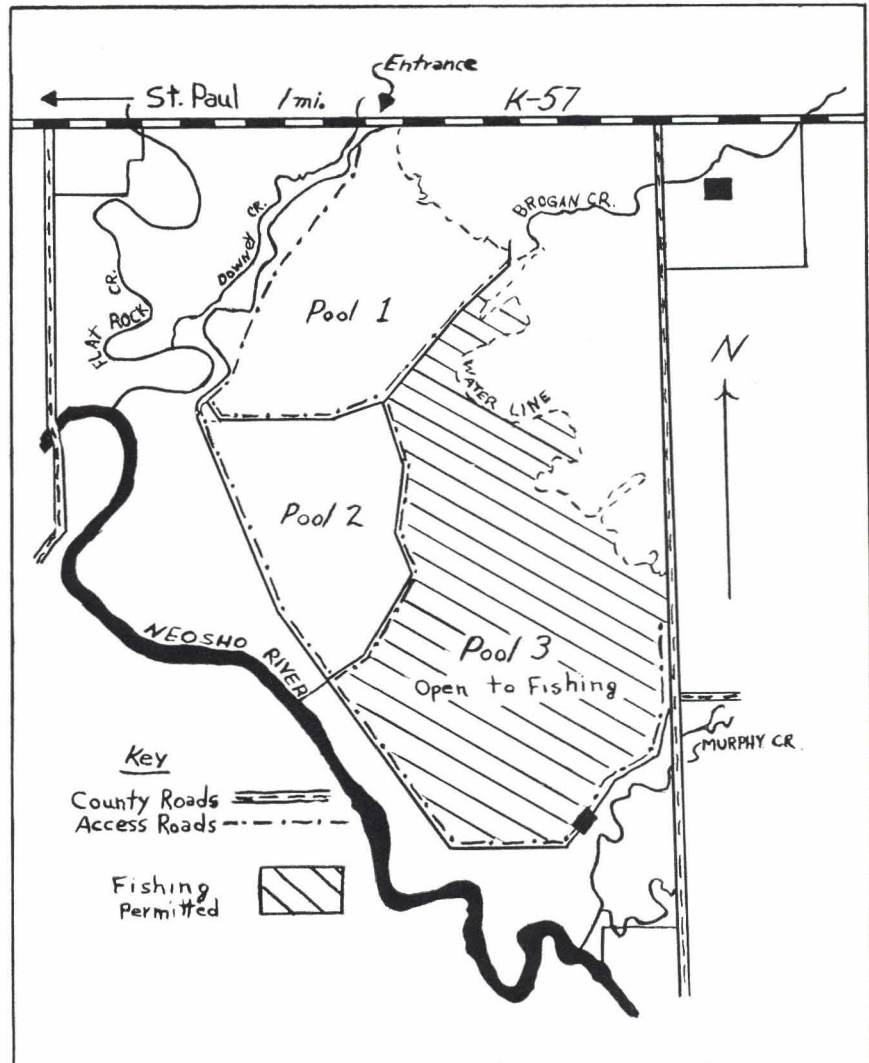 Entrance
St. Paul 1mi. K-57
BROGAN CR.
DOWNEY CR.
FLAT ROCK CR.
Pool 1
N
WATER LINE
Pool 2
NEOSHO RIVER
Pool 3
Open to Fishing
MURPHY CR
Key
County Roads
Access Roads
Fishing
Permitted